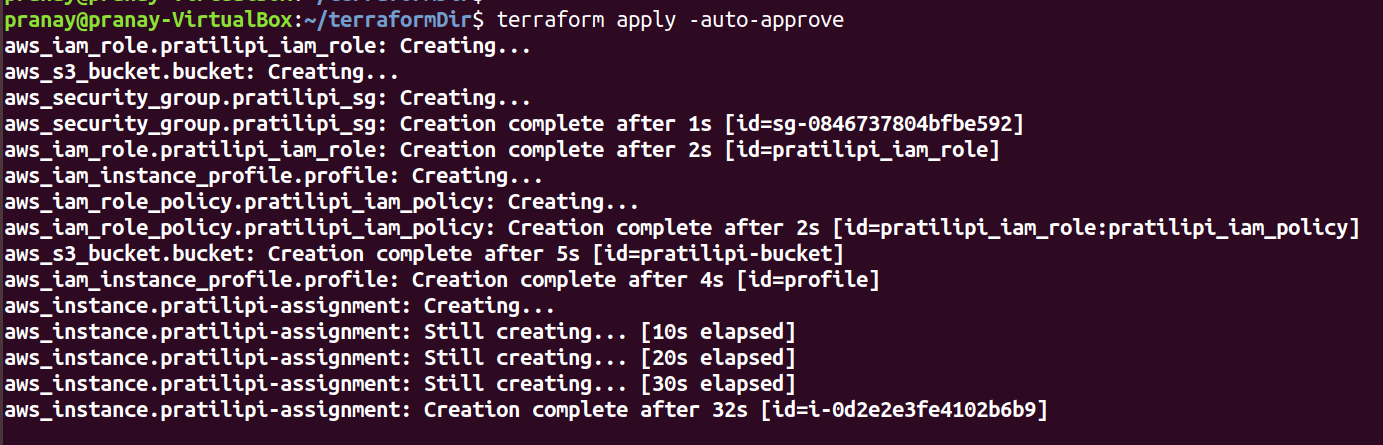 pranay@pranay-VirtualBox:~/terraformDir$
pranay@pranay-VirtualBox:~/terraformDir$ terraform apply -auto-approve
aws_iam_role.pratilipi_iam_role: Creating...
aws_s3_bucket.bucket: Creating...
aws_security_group.pratilipi_sg: Creating...
aws_security_group.pratilipi_sg: Creation complete after 1s [id=sg-0846737804bfbe592]
aws_iam_role.pratilipi_iam_role: Creation complete after 2s [id=pratilipi_iam_role]
aws_iam_instance_profile.profile: Creating...
aws_iam_role_policy.pratilipi_iam_policy: Creating...
aws_iam_role_policy.pratilipi_iam_policy: Creation complete after 2s [id=pratilipi_iam_role:pratilipi_iam_policy]
aws_s3_bucket.bucket: Creation complete after 5s [id=pratilipi-bucket]
aws_iam_instance_profile.profile: Creation complete after 4s [id=profile]
aws_instance.pratilipi-assignment: Creating...
aws_instance.pratilipi-assignment: Still creating... [10s elapsed]
aws_instance.pratilipi-assignment: Still creating... [20s elapsed]
aws_instance.pratilipi-assignment: Still creating... [30s elapsed]
aws_instance.pratilipi-assignment: Creation complete after 32s [id=i-0d2e2e3fe4102b6b9]